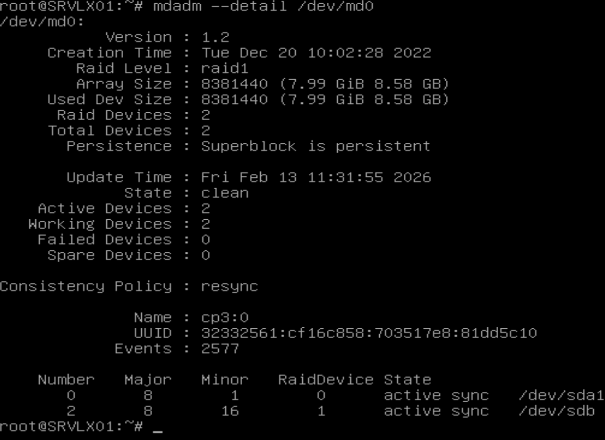 root@SRVLX01:~# mdadm --detail /dev/md0
/dev/md0:
Version : 1.2
Creation Time : Tue Dec 20 10:02:28 2022
Raid Level : raid1
Array Size : 8381440 (7.99 GiB 8.58 GB)
Used Dev Size : 8381440 (7.99 GiB 8.58 GB)
Raid Devices : 2
Total Devices : 2
Persistence : Superblock is persistent
Update Time : Fri Feb 13 11:31:55 2026
State : clean
Active Devices : 2
Working Devices : 2
Failed Devices : 0
Spare Devices : 0
Consistency Policy : resync
Name : cp3:0
UUID : 32332561:cf16c858:703517e8:81dd5c10
Events : 2577
Number Major Minor RaidDevice State
0 8 1 0 active sync /dev/sda1
2 8 16 1 active sync /dev/sdb
root@SRVLX01:~# _